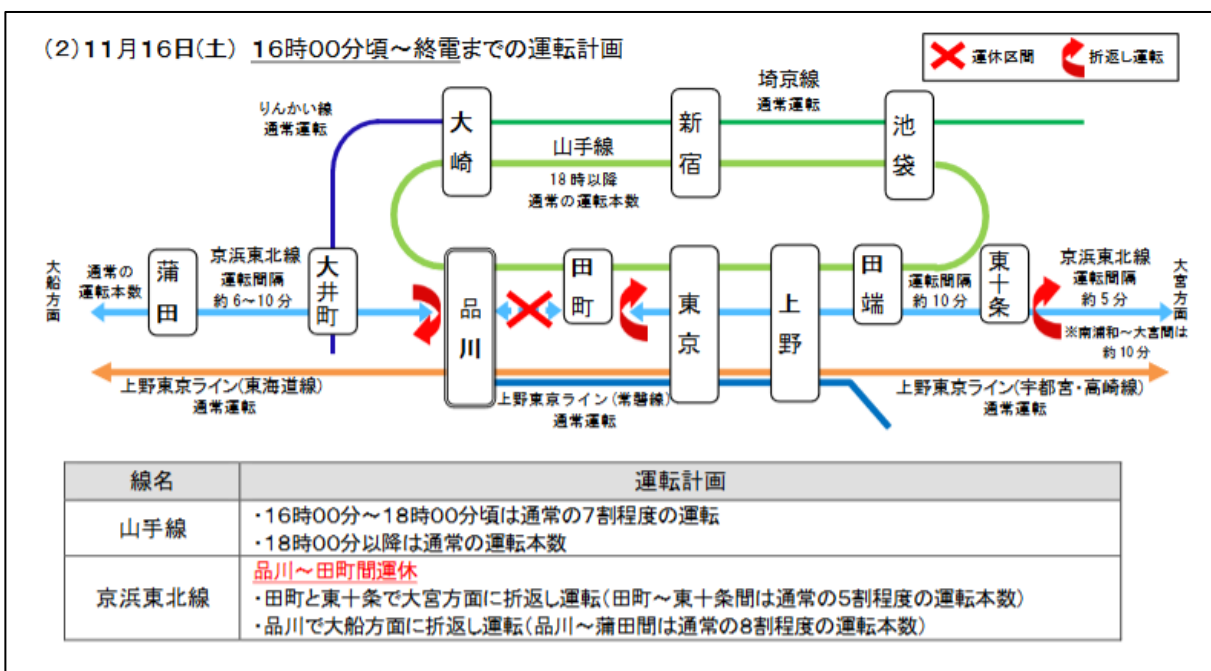 (2)11月16日(土) 16時00分頃~終電までの運転計画
運休区間
折返し運転
りんかい線
通常運転
埼京線
通常運転
大崎
新宿
池袋
山手線
18時以降
通常の運転本数
大船方面
通常の
運転本数
蒲田
京浜東北線
運転間隔
約6~10分
大井町
品川
田町
東京
上野
田端
運転間隔
約10分
東十条
京浜東北線
運転間隔
約5分
※南浦和~大宮間は
約10分
大宮方面
上野東京ライン(東海道線)
通常運転
上野東京ライン(常磐線)
通常運転
上野東京ライン(宇都宮・高崎線)
通常運転
線名
運転計画
山手線
・16時00分~18時00分頃は通常の7割程度の運転
・18時00分以降は通常の運転本数
京浜東北線
品川~田町間運休
・田町と東十条で大宮方面に折返し運転(田町~東十条間は通常の5割程度の運転本数)
・品川で大船方面に折返し運転(品川~蒲田間は通常の8割程度の運転本数)